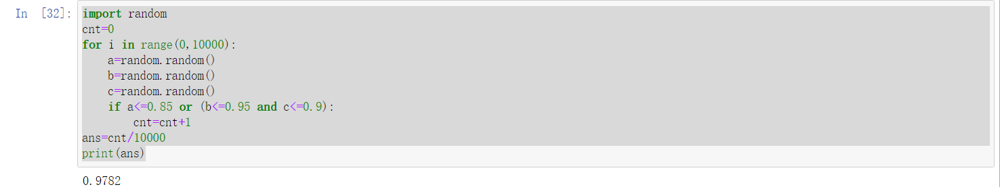 In [32]: import random
cnt=0
for i in range(0,10000):
    a=random.random()
    b=random.random()
    c=random.random()
    if a<=0.85 or (b<=0.95 and c<=0.9):
        cnt=cnt+1
ans=cnt/10000
print(ans)
0.9782